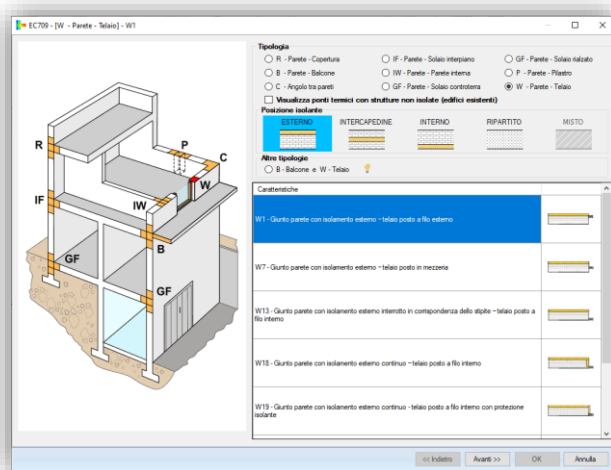 EC709 - [W - Parete - Telaio] - W1
Tipologia
R - Parete - Copertura
IF - Parete - Solaio interpiano
GF - Parete - Solaio rialzato
B - Parete - Balcone
IW - Parete - Parete interna
P - Parete - Pilastro
C - Angolo tra pareti
GF - Parete - Solaio controterra
W - Parete - Telaio
Visualizza ponti termici con strutture non isolate (edifici esistenti)
Posizione isolante
ESTERNO
INTERCAPEDINE
INTERNO
RIPARTITO
MISTO
Altre tipologie
B - Balcone e W - Telaio
Caratteristiche
W1 - Giunto parete con isolamento esterno – telaio posto a filo esterno
W7 - Giunto parete con isolamento esterno – telaio posto in mezzeria
W13 - Giunto parete con isolamento esterno interrotto in corrispondenza dello stipite – telaio posto a
filo interno
W18 - Giunto parete con isolamento esterno continuo – telaio posto a filo interno
W19 - Giunto parete con isolamento esterno continuo - telaio posto a filo interno con protezione
isolante
R
P
C
W
IW
IF
B
GF
GF
<< Indietro
Avanti >>
OK
Annulla